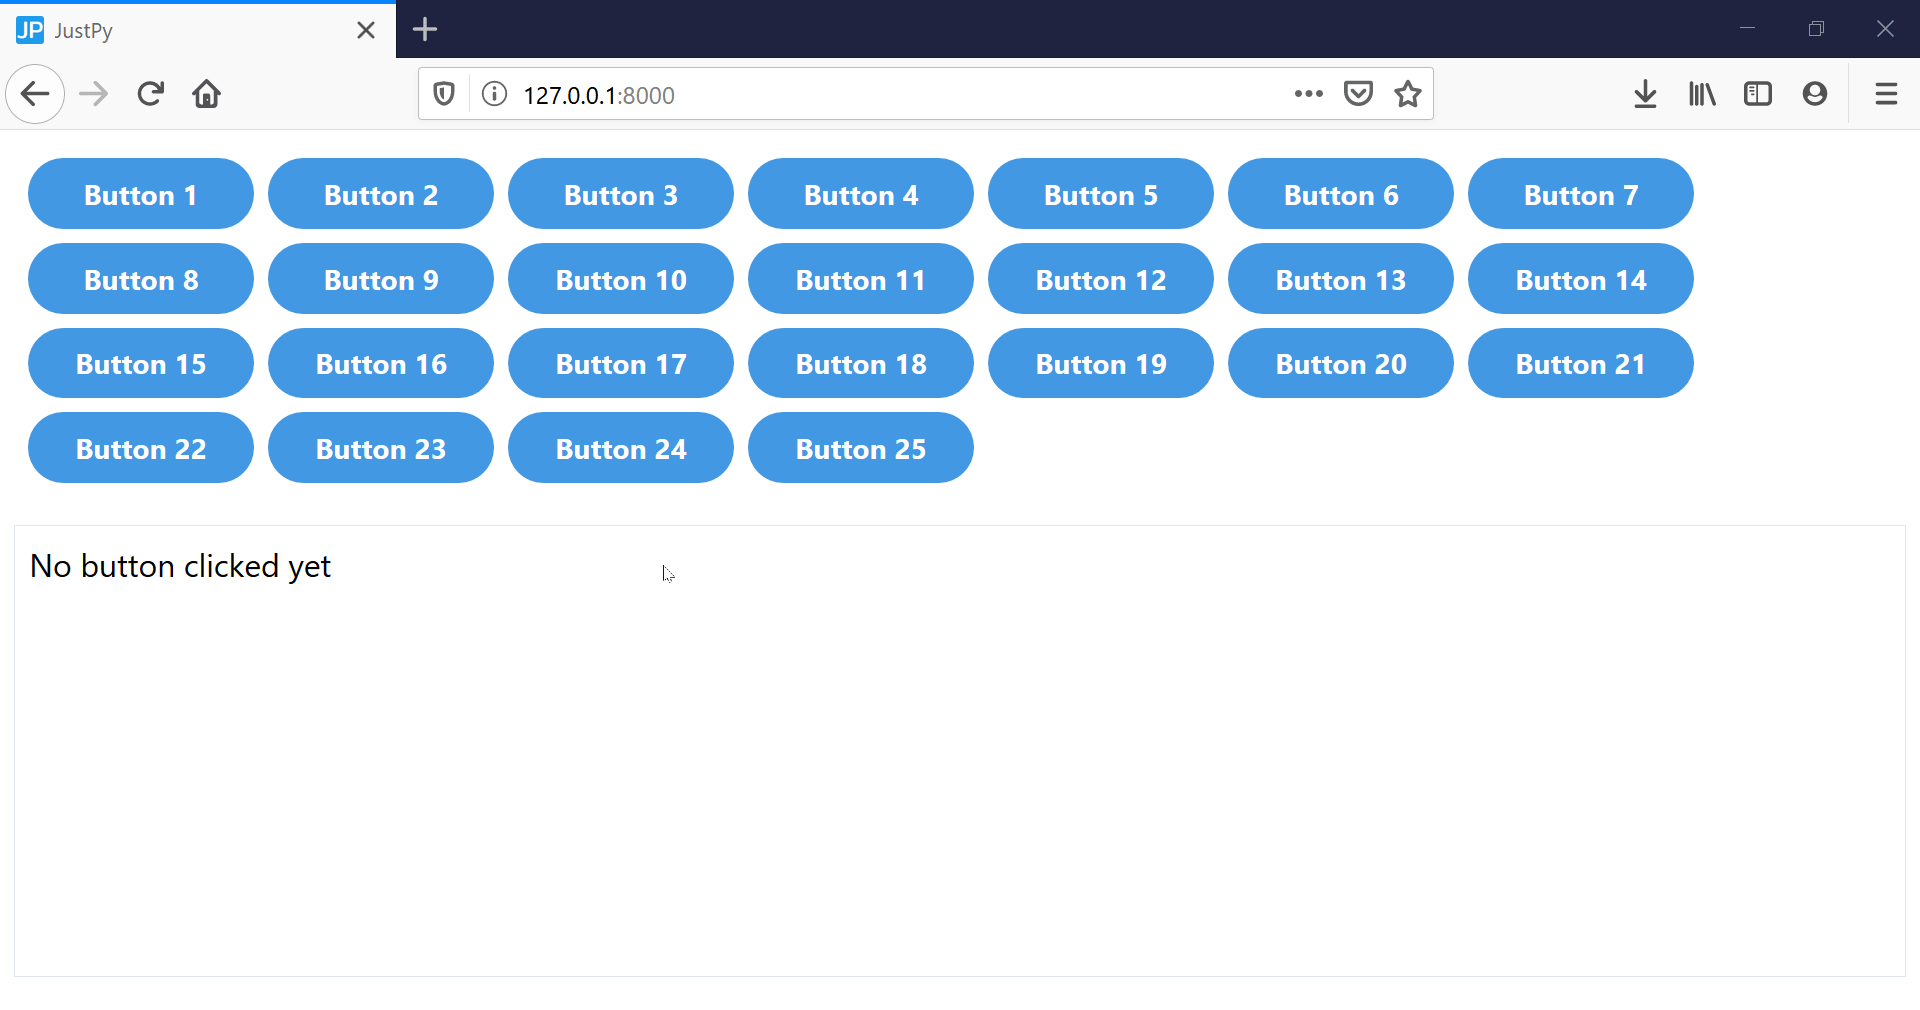 JP JustPy
127.0.0.1:8000
Button 1 Button 2 Button 3 Button 4 Button 5 Button 6 Button 7
Button 8 Button 9 Button 10 Button 11 Button 12 Button 13 Button 14
Button 15 Button 16 Button 17 Button 18 Button 19 Button 20 Button 21
Button 22 Button 23 Button 24 Button 25
No button clicked yet